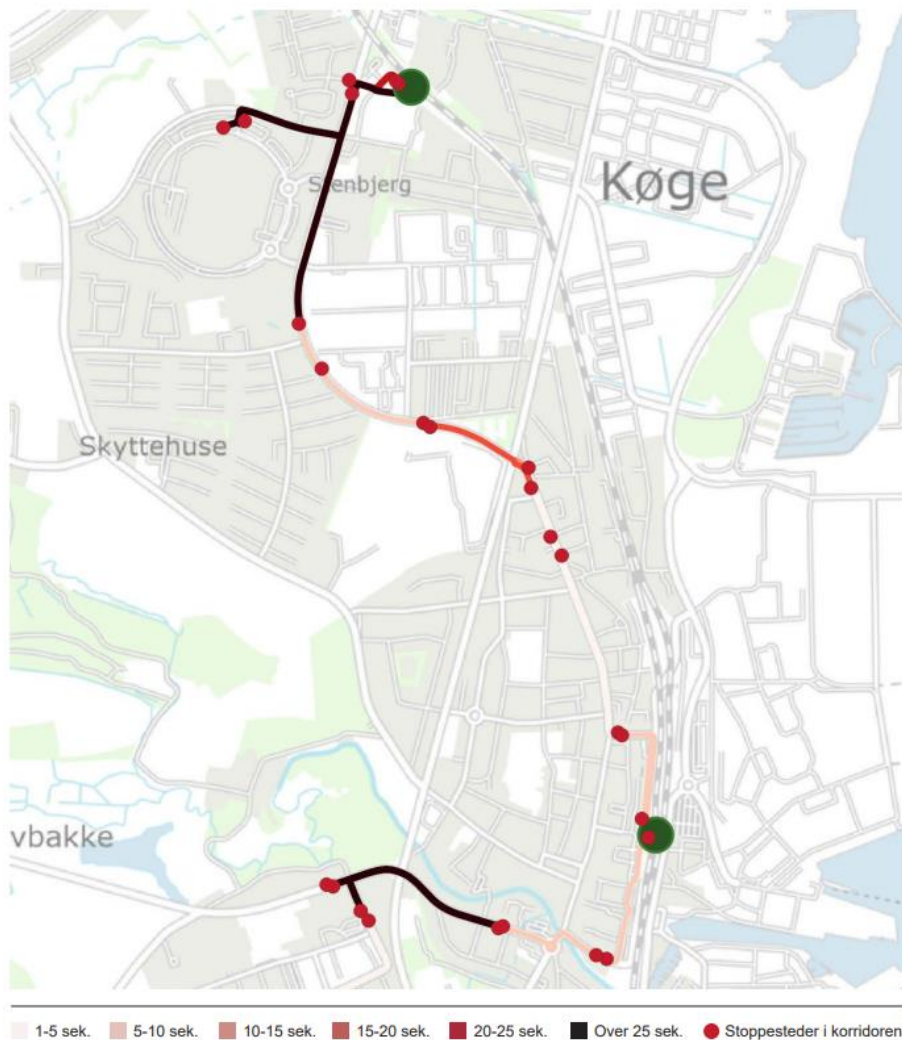 Køge
Stenbjerg
Skyttehuse
vbakke
1-5 sek. 5-10 sek. 10-15 sek. 15-20 sek. 20-25 sek. Over 25 sek. Stoppesteder i korridoren